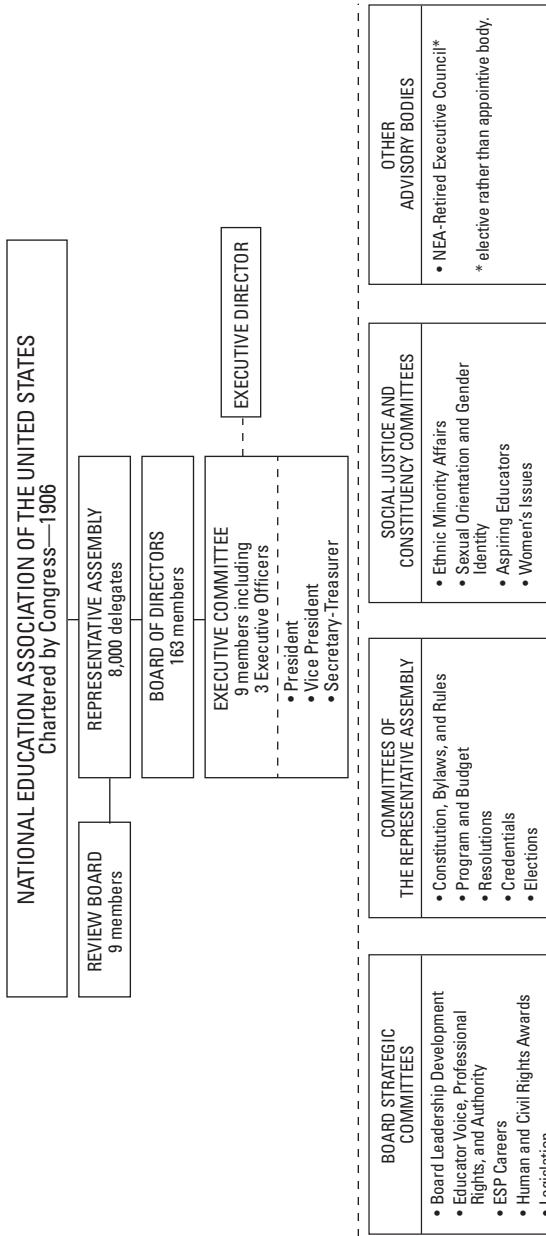 NATIONAL EDUCATION ASSOCIATION OF THE UNITED STATES
Chartered by Congress—1906
REVIEW BOARD
9 members
REPRESENTATIVE ASSEMBLY
8,000 delegates
BOARD OF DIRECTORS
163 members
EXECUTIVE COMMITTEE
9 members including
3 Executive Officers
• President
• Vice President
• Secretary-Treasurer
EXECUTIVE DIRECTOR
BOARD STRATEGIC
COMMITTEES
• Board Leadership Development
• Educator Voice, Professional
Rights, and Authority
• ESP Careers
• Human and Civil Rights Awards
• Legislation
COMMITTEES OF
THE REPRESENTATIVE ASSEMBLY
• Constitution, Bylaws, and Rules
• Program and Budget
• Resolutions
• Credentials
• Elections
SOCIAL JUSTICE AND
CONSTITUENCY COMMITTEES
• Ethnic Minority Affairs
• Sexual Orientation and Gender
Identity
• Aspiring Educators
• Women's Issues
OTHER
ADVISORY BODIES
• NEA-Retired Executive Council*
* elective rather than appointive body.